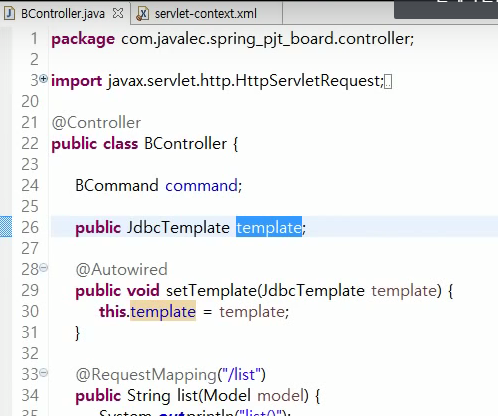 BController.java servlet-context.xml
1 package com.javalec.spring_pjt_board.controller;
2
3 import javax.servlet.http.HttpServletRequest;
20
21 @Controller
22 public class BController {
23
24 BCommand command;
25
26 public JdbcTemplate template;
27
28 @Autowired
29 public void setTemplate(JdbcTemplate template) {
30 this.template = template;
31 }
32
33 @RequestMapping("/list")
34 public String list(Model model) {
35 System.out.println("list()");